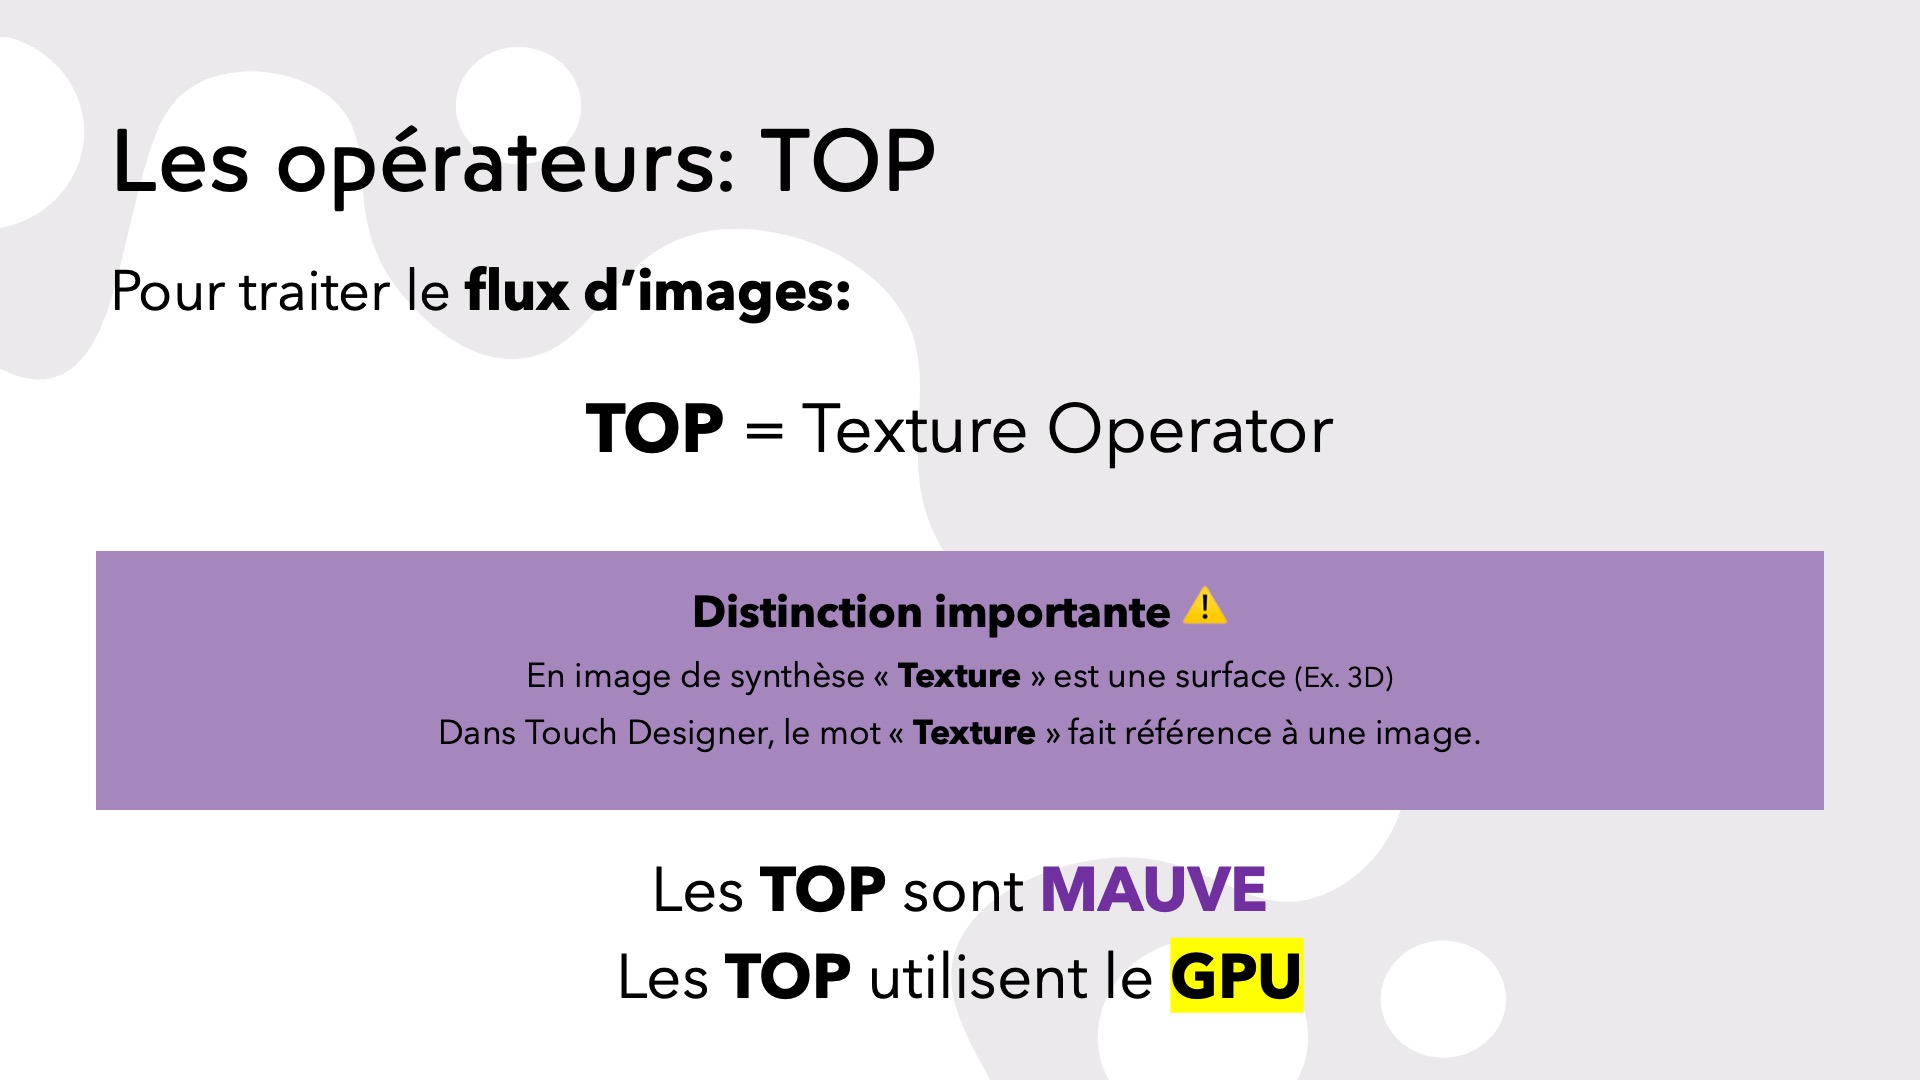 Les opérateurs: TOP
Pour traiter le flux d’images:
TOP = Texture Operator
Distinction importante ⚠️
En image de synthèse « Texture » est une surface (Ex. 3D)
Dans Touch Designer, le mot « Texture » fait référence à une image.
Les TOP sont MAUVE
Les TOP utilisent le GPU